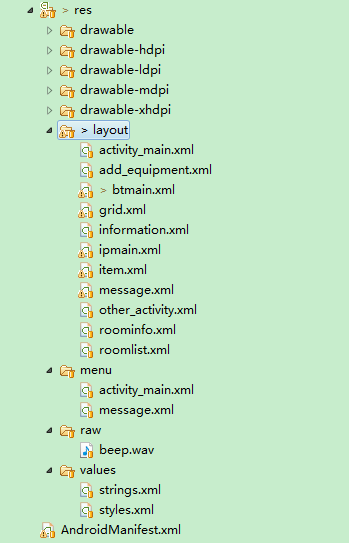 > res
drawable
drawable-hdpi
drawable-ldpi
drawable-mdpi
drawable-xhdpi
> layout
activity_main.xml
add_equipment.xml
> btmain.xml
grid.xml
information.xml
ipmain.xml
item.xml
message.xml
other_activity.xml
roominfo.xml
roomlist.xml
menu
activity_main.xml
message.xml
raw
beep.wav
values
strings.xml
styles.xml
AndroidManifest.xml